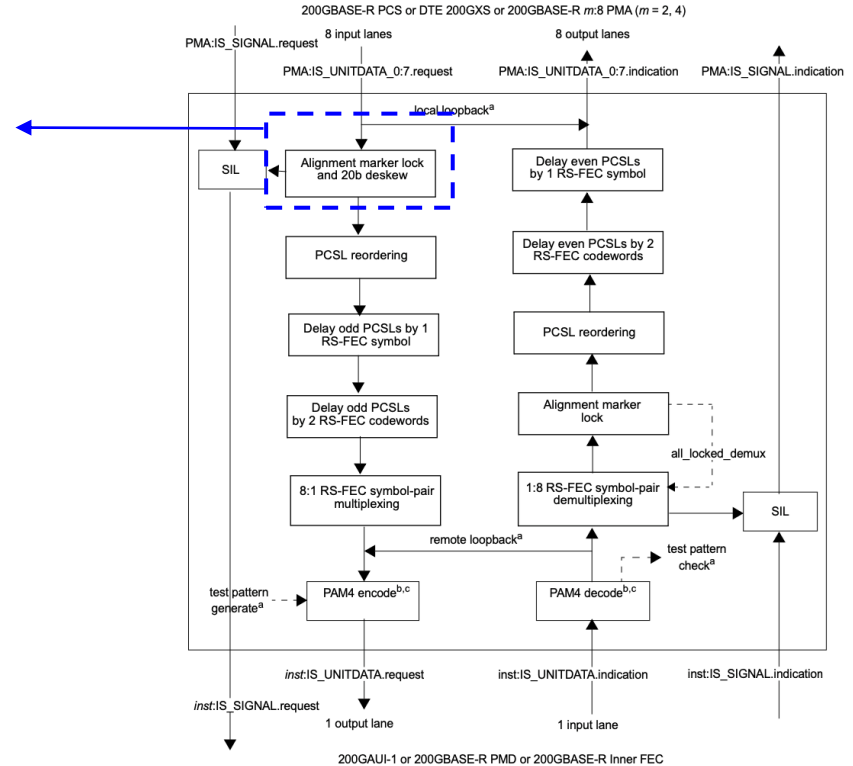 200GBASE-R PCS or DTE 200GXS or 200GBASE-R m:8 PMA (m = 2, 4)
PMA:IS_SIGNAL.request
8 input lanes
8 output lanes
PMA:IS_UNITDATA_0:7.request
PMA:IS_UNITDATA_0:7.indication
PMA:IS_SIGNAL.indication
local loopbackᵃ
SIL
Alignment marker lock
and 20b deskew
Delay even PCSLs
by 1 RS-FEC symbol
PCSL reordering
Delay even PCSLs by 2
RS-FEC codewords
Delay odd PCSLs by 1
RS-FEC symbol
PCSL reordering
Delay odd PCSLs
by 2 RS-FEC codewords
Alignment marker
lock
all_locked_demux
8:1 RS-FEC symbol-pair
multiplexing
1:8 RS-FEC symbol-pair
demultiplexing
SIL
remote loopbackᵃ
test pattern
checkᵃ
test pattern
generateᵃ
PAM4 encodeᵇ,ᶜ
PAM4 decodeᵇ,ᶜ
inst:IS_UNITDATA.request
inst:IS_UNITDATA.indication
inst:IS_SIGNAL.indication
inst:IS_SIGNAL.request
1 output lane
1 input lane
200GAUI-1 or 200GBASE-R PMD or 200GBASE-R Inner FEC